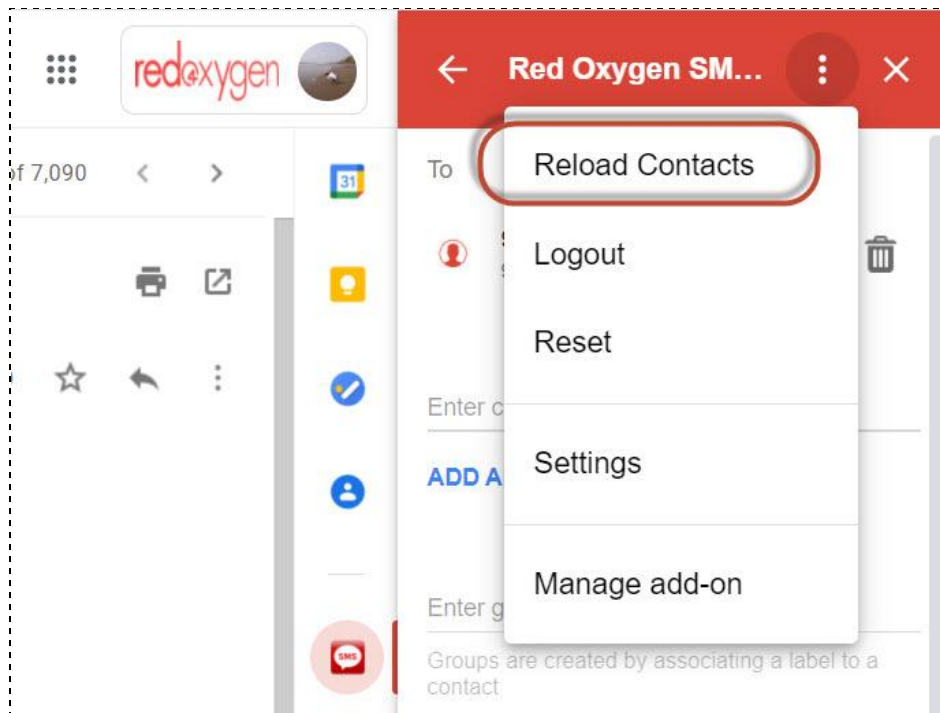 redoxygen
Red Oxygen SM...
of 7,090
31
To
Reload Contacts
Logout
Reset
Enter c
Settings
ADD A
Manage add-on
Enter g
SMS
Groups are created by associating a label to a
contact